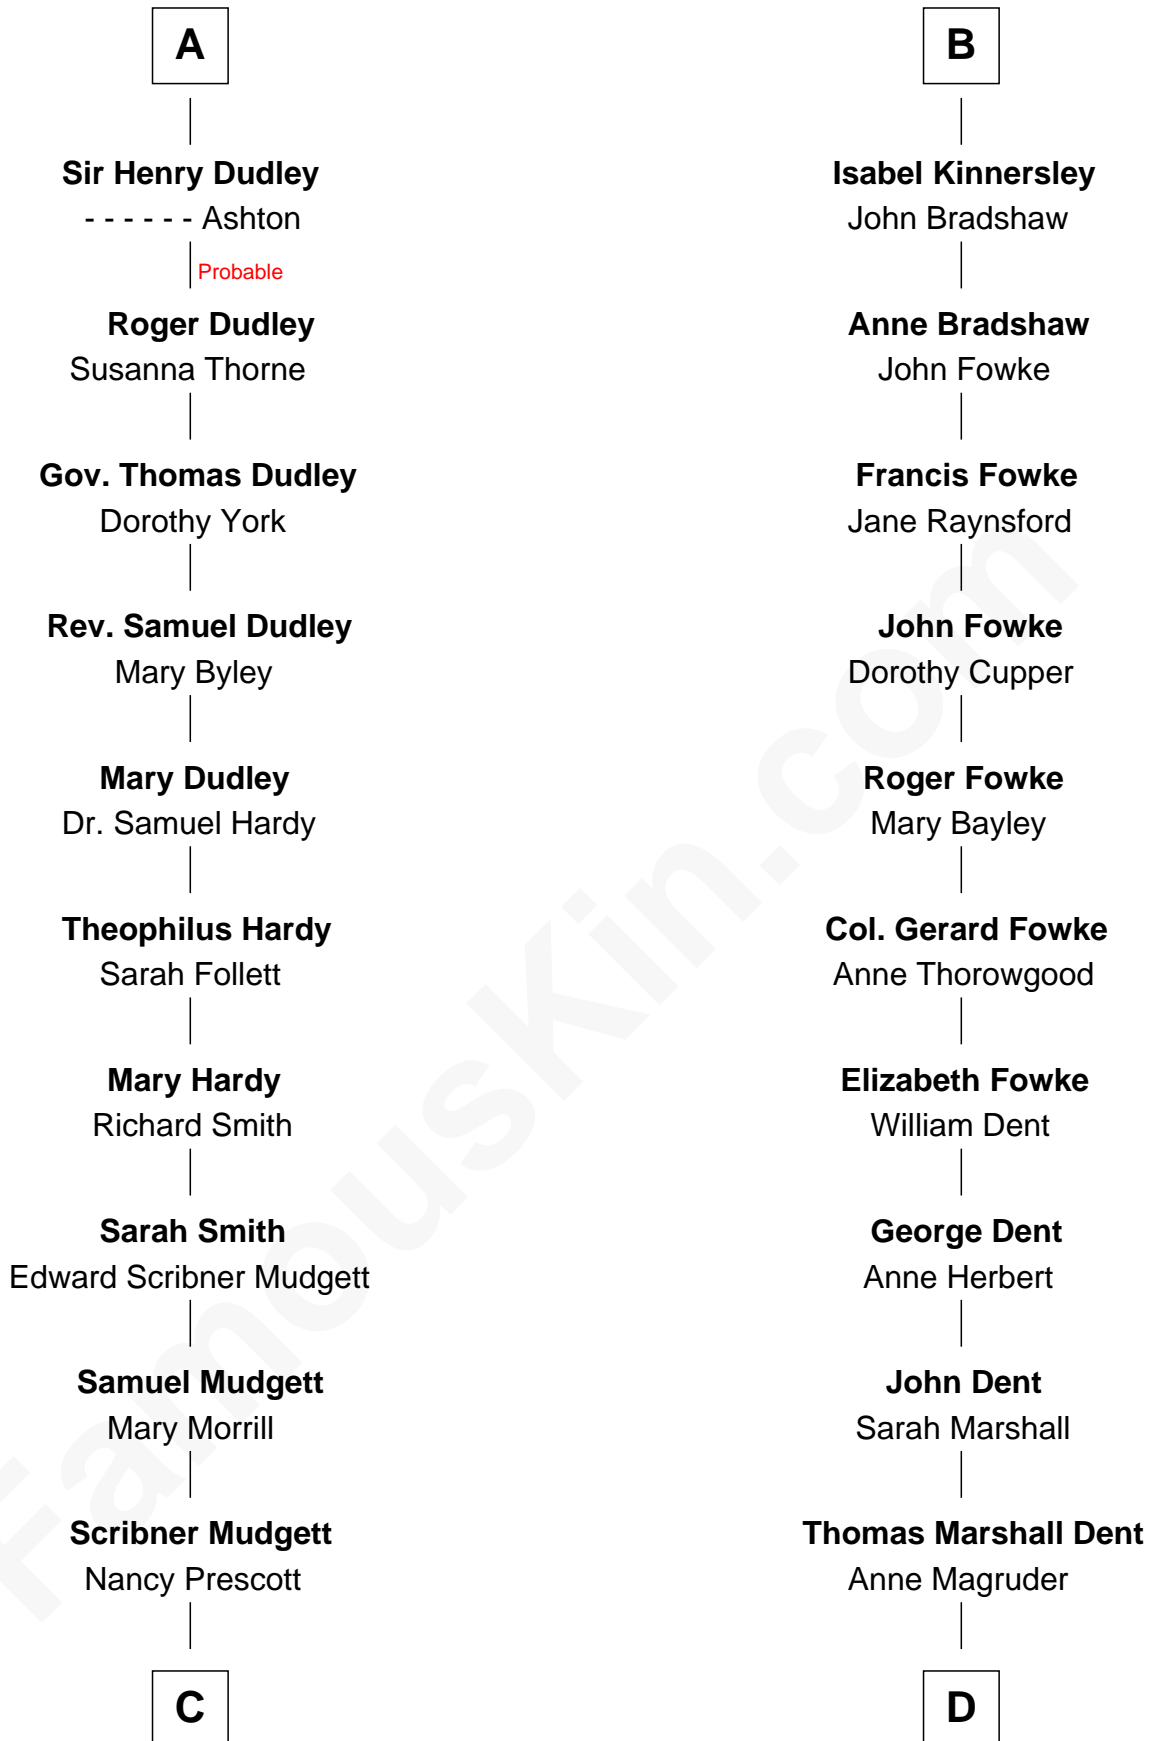 A
Sir Henry Dudley
- - - - - - Ashton
Probable
Roger Dudley
Susanna Thorne
Gov. Thomas Dudley
Dorothy York
Rev. Samuel Dudley
Mary Byley
Mary Dudley
Dr. Samuel Hardy
Theophilus Hardy
Sarah Follett
Mary Hardy
Richard Smith
Sarah Smith
Edward Scribner Mudgett
Samuel Mudgett
Mary Morrill
Scribner Mudgett
Nancy Prescott
C
B
Isabel Kinnersley
John Bradshaw
Anne Bradshaw
John Fowke
Francis Fowke
Jane Raynsford
John Fowke
Dorothy Cupper
Roger Fowke
Mary Bayley
Col. Gerard Fowke
Anne Thorowgood
Elizabeth Fowke
William Dent
George Dent
Anne Herbert
John Dent
Sarah Marshall
Thomas Marshall Dent
Anne Magruder
D
FamousKin.com